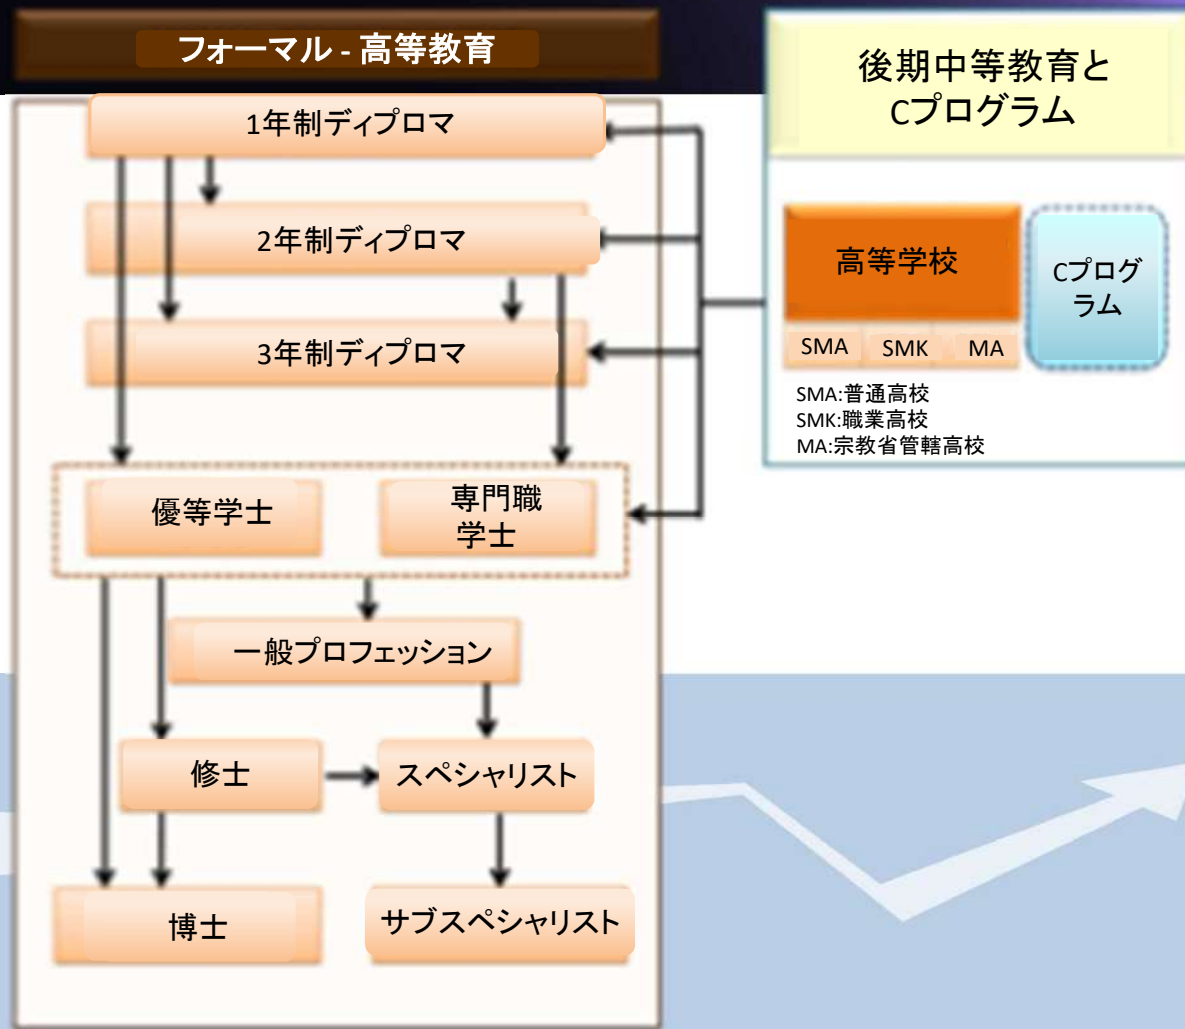 フォーマル - 高等教育
1年制ディプロマ
2年制ディプロマ
3年制ディプロマ
優等学士
専門職
学士
一般プロフェッション
修士
スペシャリスト
博士
サブスペシャリスト
後期中等教育と
Cプログラム
高等学校
SMA
SMK
MA
Cプログ
ラム
SMA:普通高校
SMK:職業高校
MA:宗教省管轄高校